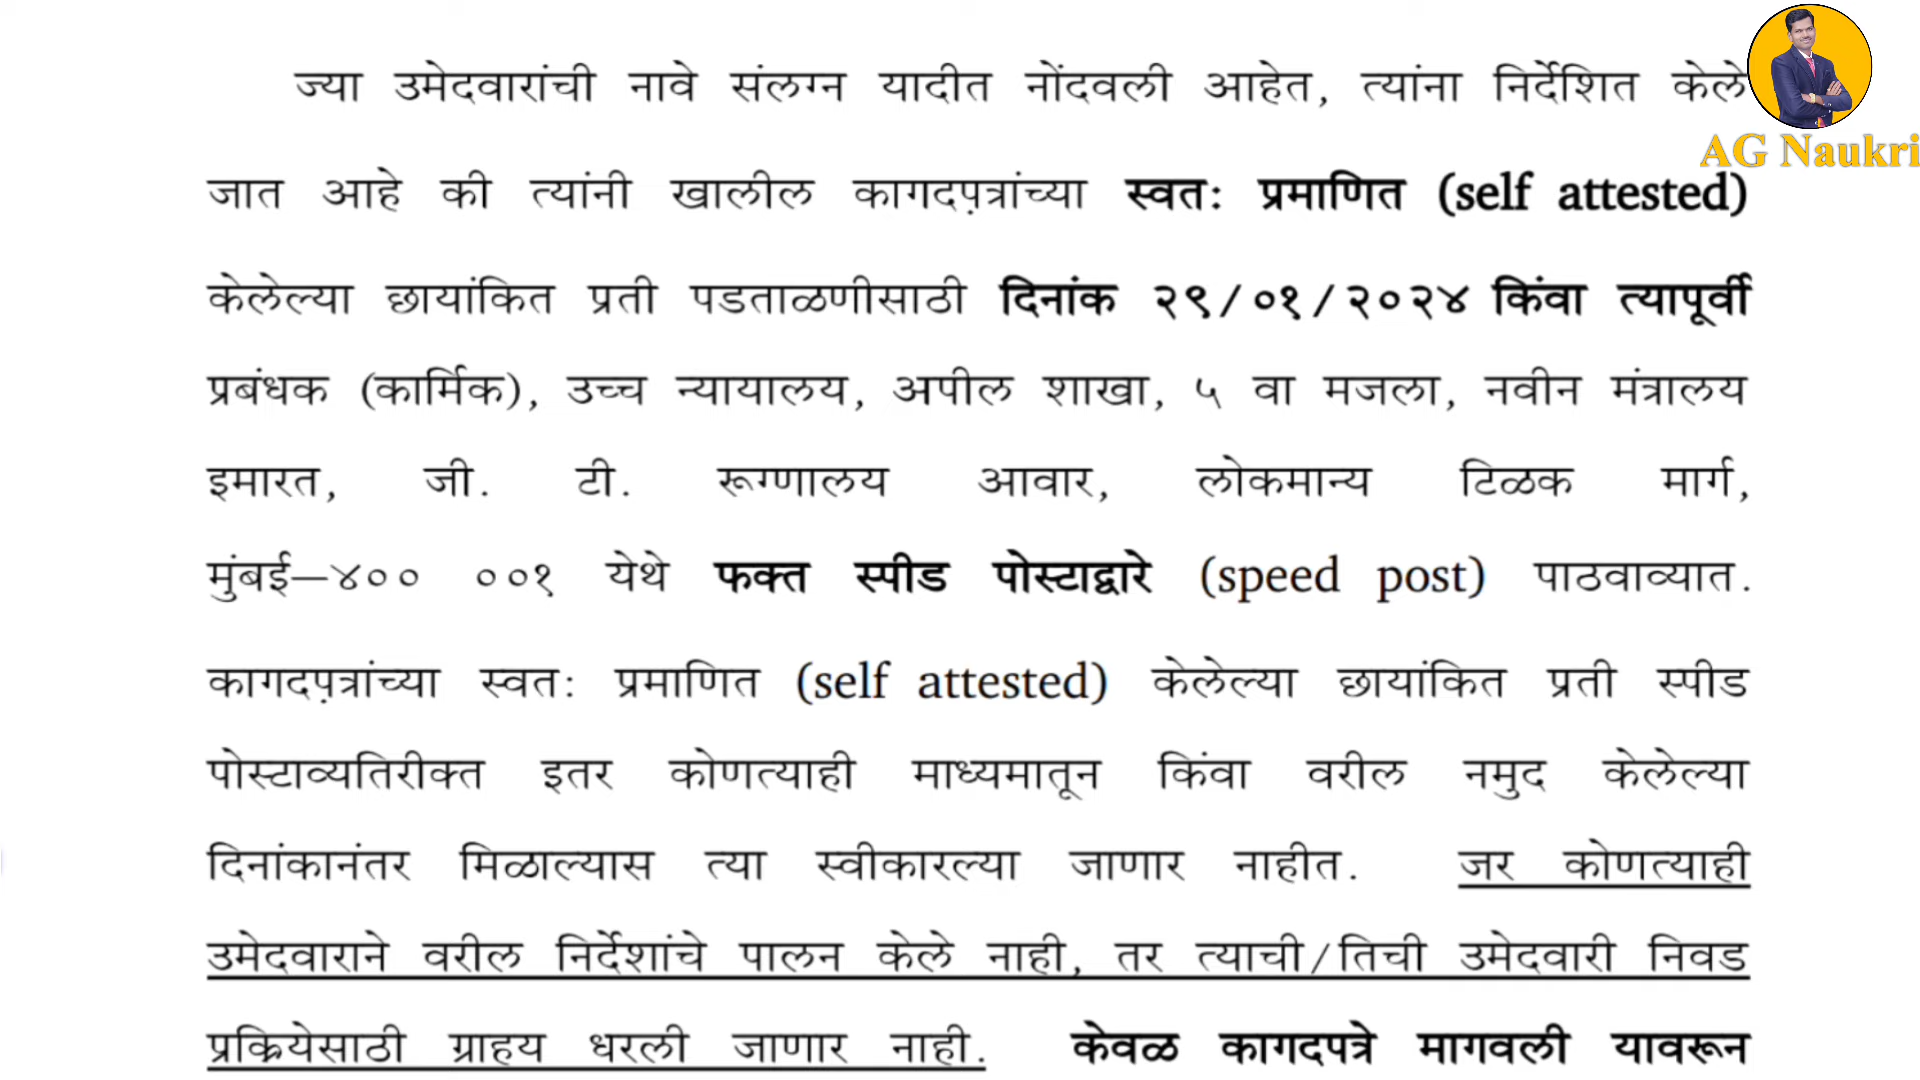 ज्या उमेदवारांची नावे संलग्न यादीत नोंदवली आहेत, त्यांना निर्देशित केले
AG Naukri
जात आहे की त्यांनी खालील कागदप़त्रांच्या स्वतः प्रमाणित (self attested)
केलेल्या छायांकित प्रती पडताळणीसाठी दिनांक २९/०१/२०२४ किंवा त्यापूर्वी
प्रबंधक (कार्मिक), उच्च न्यायालय, अपील शाखा, ५ वा मजला, नवीन मंत्रालय
इमारत, जी. टी. रूग्णालय आवार, लोकमान्य टिळक मार्ग,
मुंबई–४०० ००१ येथे फक्त स्पीड पोस्टाद्वारे (speed post) पाठवाव्यात.
कागदप़त्रांच्या स्वतः प्रमाणित (self attested) केलेल्या छायांकित प्रती स्पीड
पोस्टाव्यतिरीक्त इतर कोणत्याही माध्यमातून किंवा वरील नमुद केलेल्या
दिनांकानंतर मिळाल्यास त्या स्वीकारल्या जाणार नाहीत. जर कोणत्याही
उमेदवाराने वरील निर्देशांचे पालन केले नाही, तर त्याची/तिची उमेदवारी निवड
प्रक्रियेसाठी ग्राहय धरली जाणार नाही. केवळ कागदपत्रे मागवली यावरून